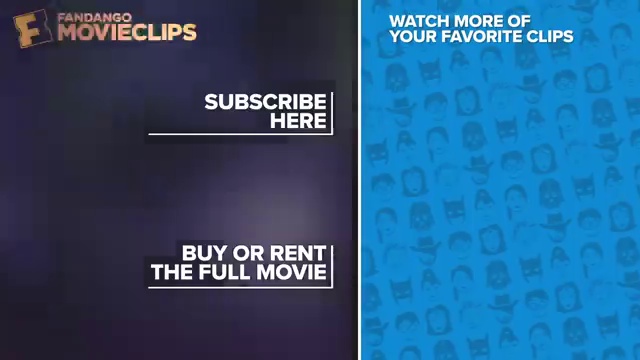 FANDANGO
MOVIECLIPS
SUBSCRIBE
HERE
BUY OR RENT
THE FULL MOVIE
WATCH MORE OF
YOUR FAVORITE CLIPS